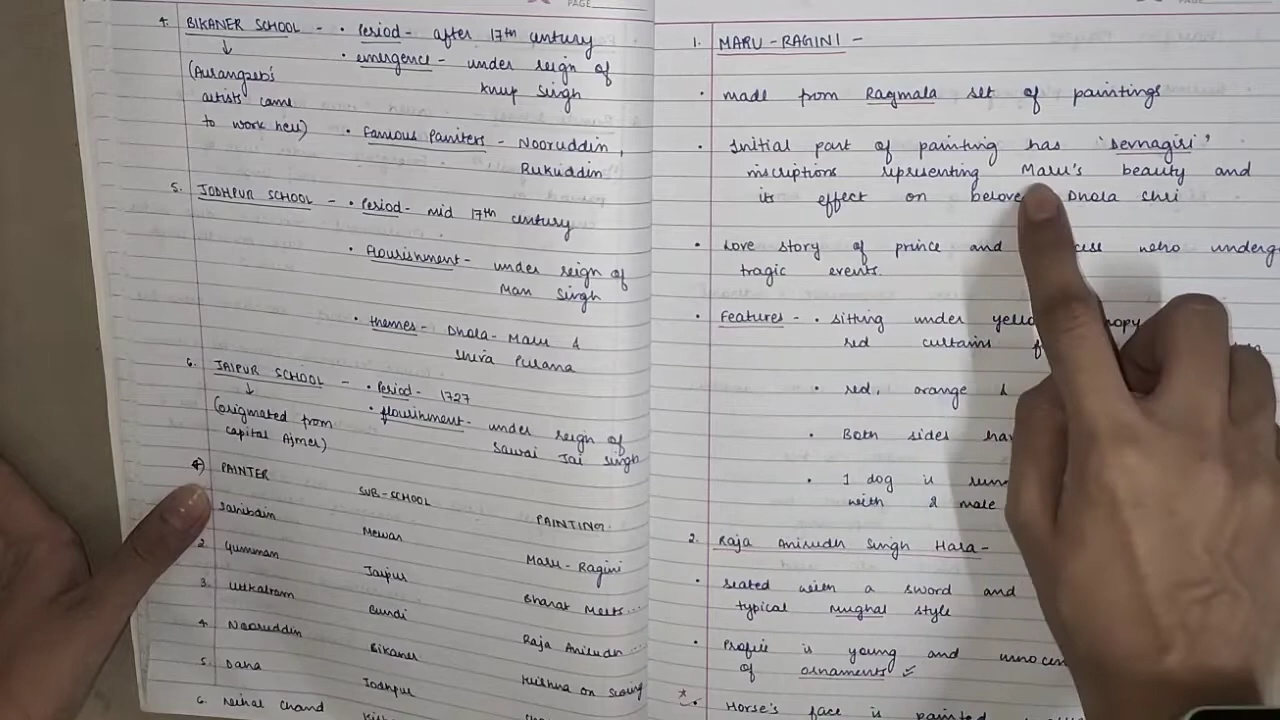 PAGE
4. BIKANER SCHOOL - • Period - after 17th century
↓ • emergence - under reign of
(Aurangzeb's Knup Singh
artists came
to work here) • Famous Painters - Nooruddin,
Rukuddin
5. JODHPUR SCHOOL - • Period - mid 17th century
• Flourishment - under reign of
Man Singh
• themes - Dhola - Maru &
Shiva Purana
6. JAIPUR SCHOOL - • Period - 1727
↓ • flourishment - under reign of
(originated from Sawai Jai Singh
capital Ajmer)
PAINTER SUB-SCHOOL PAINTING
Sahibdin Mewar Maru - Ragini
2. Gumman Jaipur Bharat Meets...
3. Uttkalram Bundi Raja Anirudh...
4. Nooruddin Bikaner Krishna on Swing
5. Dana Jodhpur
6. Neihal Chand
PAGE
1. MARU - RAGINI -
• made from Ragmala set of paintings
• Initial part of painting has 'Devnagiri'
inscriptions representing Maru's beauty and
its effect on Dhola
• Love story of prince and who
tragic events.
• Features - • sitting under
red curtains
• red, orange
• Both sides
• 1 dog is
with 2 male
2. Raja Anirudh Singh Hara -
• seated with a sword and
typical Mughal style
• Profile is young and
of ornaments ✓
* • Horse's face is painted